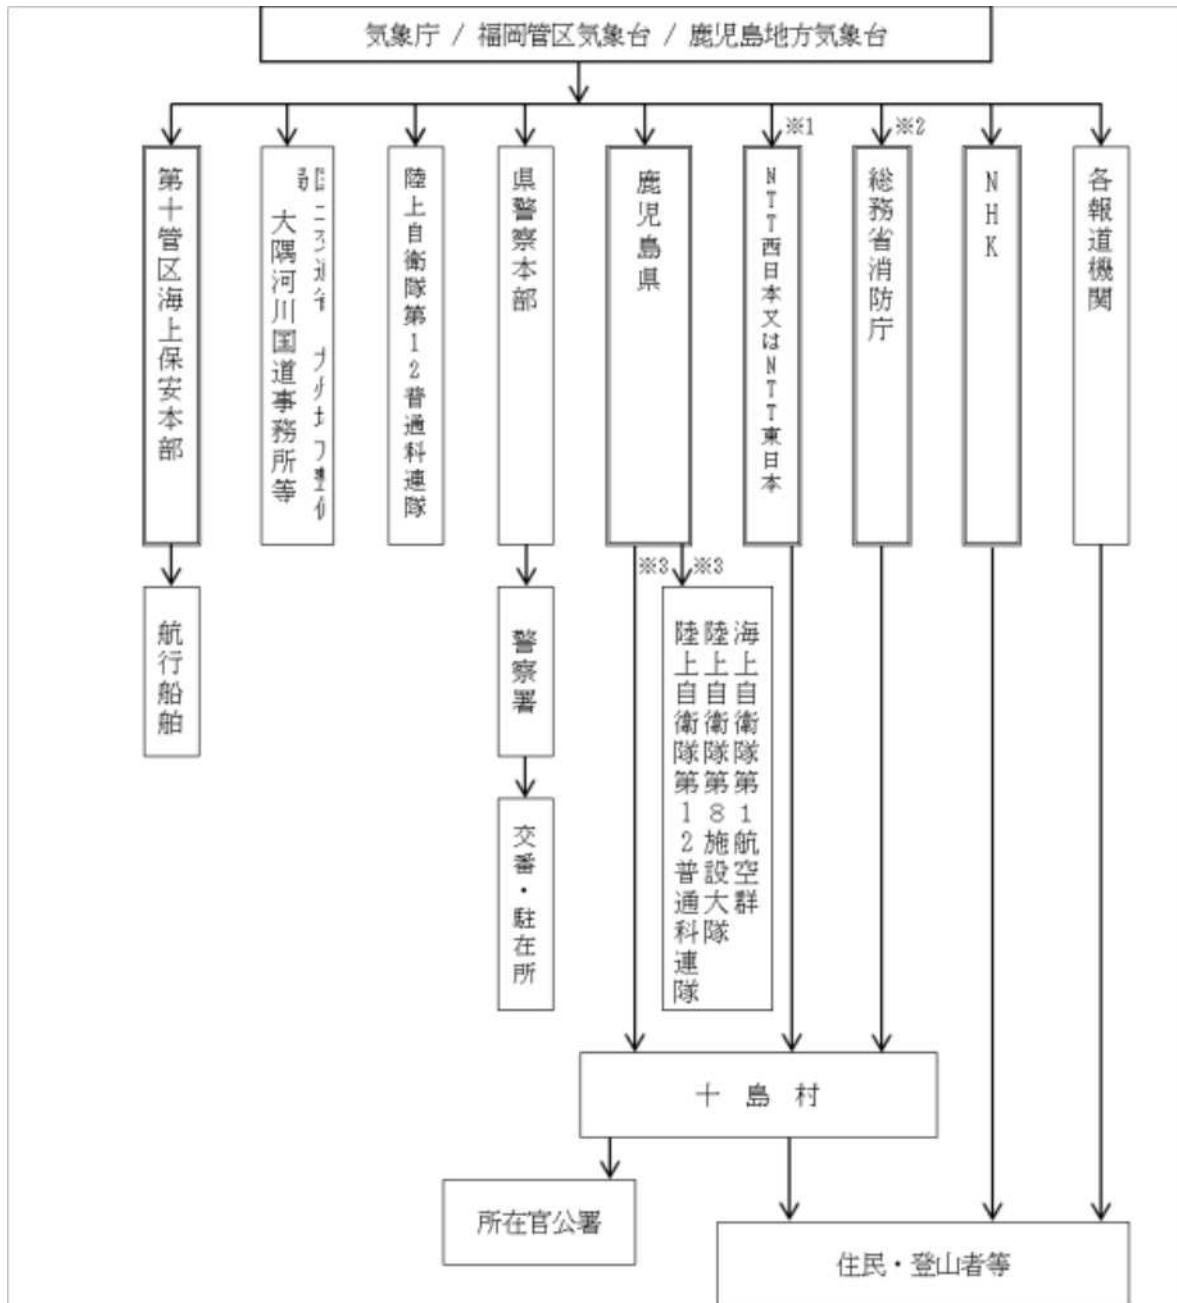 気象庁 / 福岡管区気象台 / 鹿児島地方気象台
※1
※2
第十管区海上保安本部
大隅河川国道事務所等
陸上自衛隊第12普通科連隊
県警察本部
鹿児島県
NTT西日本又はNTT東日本
総務省消防庁
NHK
各報道機関
※3
※3
航行船舶
警察署
海上自衛隊第1航空群
陸上自衛隊第8施設大隊
陸上自衛隊第12普通科連隊
交番・駐在所
十島村
所在官公署
住民・登山者等